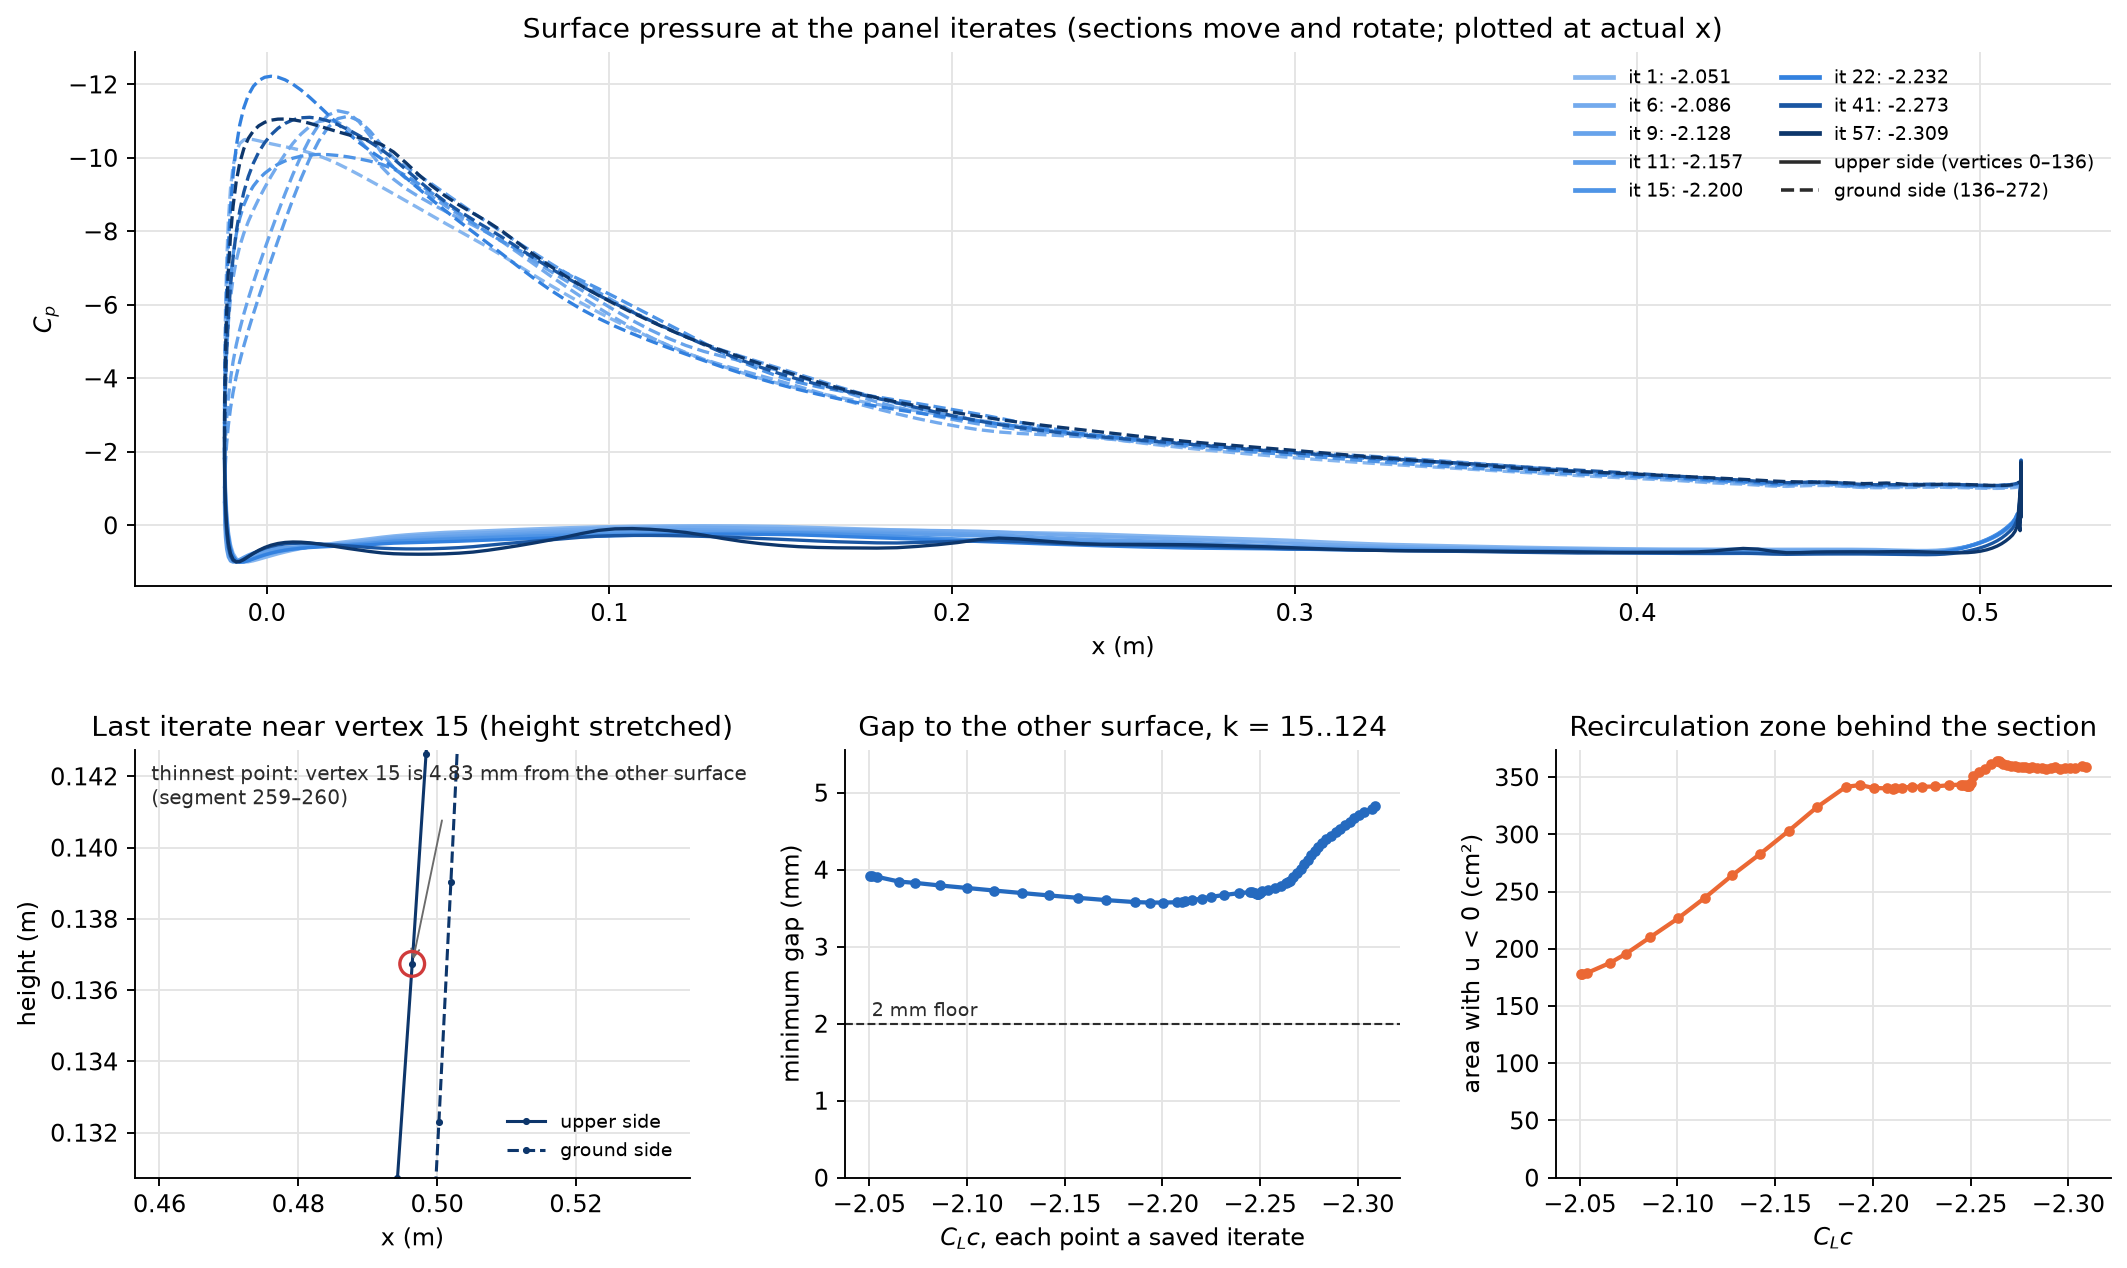 Surface pressure at the panel iterates (sections move and rotate; plotted at actual x)
−12
−10
−8
−6
−4
−2
0
Cp
it 1: -2.051
it 6: -2.086
it 9: -2.128
it 11: -2.157
it 15: -2.200
it 22: -2.232
it 41: -2.273
it 57: -2.309
upper side (vertices 0–136)
ground side (136–272)
0.0 0.1 0.2 0.3 0.4 0.5
x (m)
Last iterate near vertex 15 (height stretched)
thinnest point: vertex 15 is 4.83 mm from the other surface
(segment 259–260)
0.142
0.140
0.138
0.136
0.134
0.132
height (m)
upper side
ground side
0.46 0.48 0.50 0.52
x (m)
Gap to the other surface, k = 15..124
5
4
3
2
1
0
minimum gap (mm)
2 mm floor
−2.05 −2.10 −2.15 −2.20 −2.25 −2.30
CLc, each point a saved iterate
Recirculation zone behind the section
350
300
250
200
150
100
50
0
area with u < 0 (cm²)
−2.05 −2.10 −2.15 −2.20 −2.25 −2.30
CLc